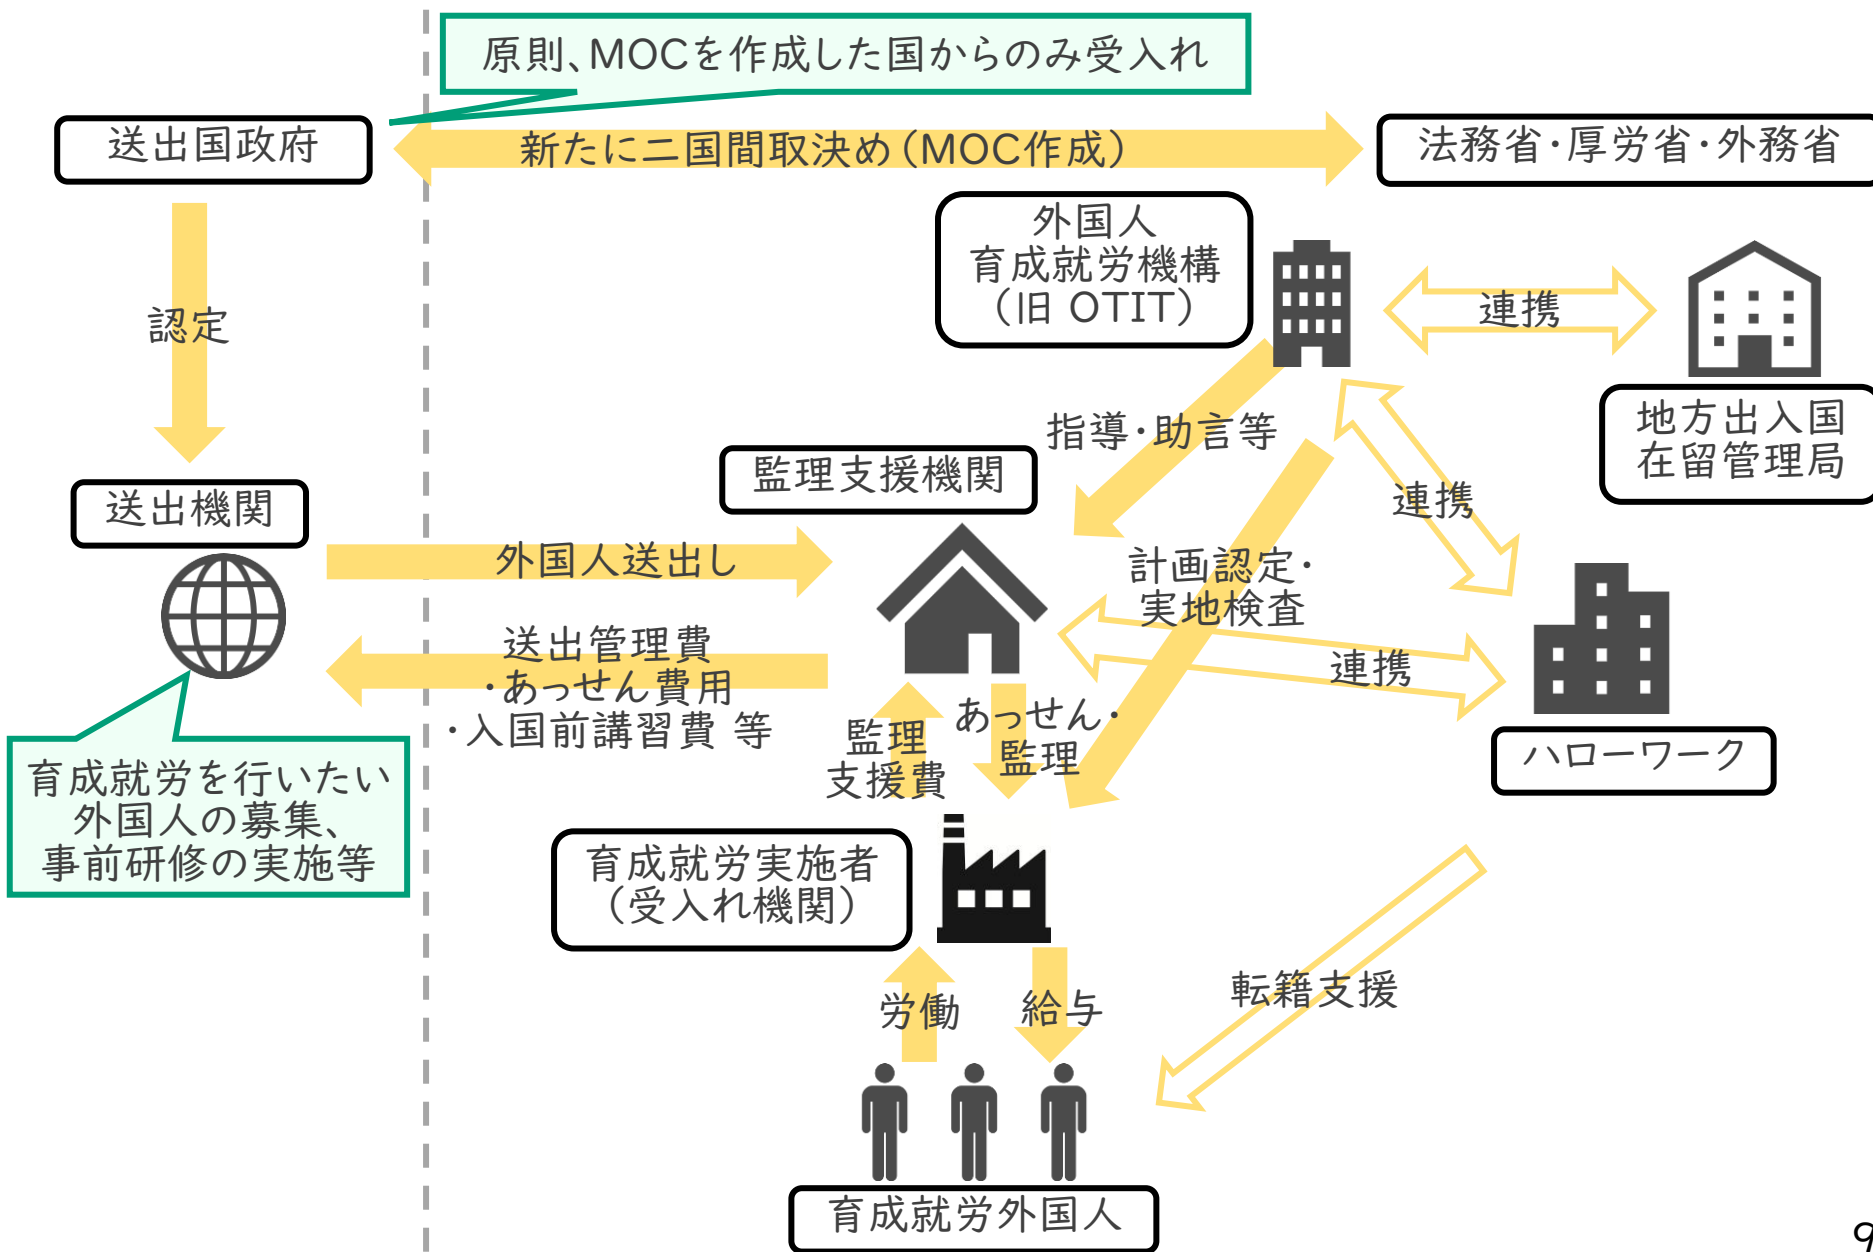 原則、MOCを作成した国からのみ受入れ
送出国政府
新たに二国間取決め（MOC作成）
法務省・厚労省・外務省
外国人
育成就労機構
（旧 OTIT）
連携
認定
地方出入国
在留管理局
指導・助言等
監理支援機関
連携
送出機関
外国人送出し
計画認定・
実地検査
送出管理費
・あっせん費用
・入国前講習費 等
連携
監理
支援費
あっせん・
監理
ハローワーク
育成就労を行いたい
外国人の募集、
事前研修の実施等
育成就労実施者
（受入れ機関）
労働
給与
転籍支援
育成就労外国人
9